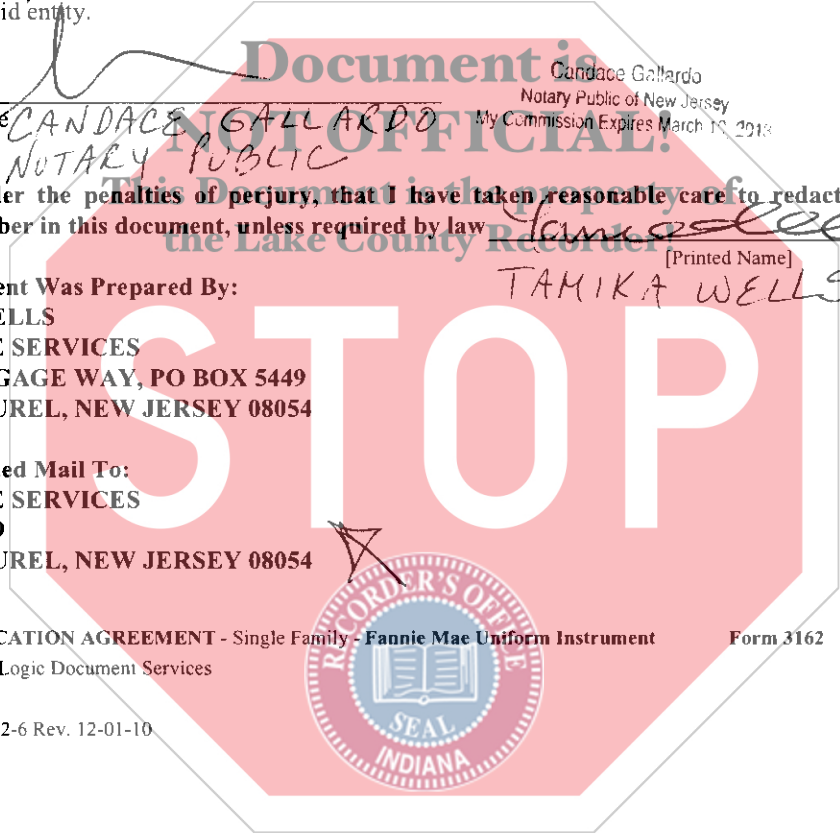 id entity.
Document is
Candace Gallardo
Notary Public of New Jersey
My Commission Expires March 2013
CANDACE GALLARDO
NOT OFFICIAL!
NOTARY PUBLIC
This Document is the property of
er the penalties of perjury, that I have taken reasonable care to redact
ber in this document, unless required by law
the Lake County Recorder!
[Printed Name]
TAMIKA WELLS
ent Was Prepared By:
ELLS
E SERVICES
GAGE WAY, PO BOX 5449
UREL, NEW JERSEY 08054
STOP
ed Mail To:
E SERVICES
UREL, NEW JERSEY 08054
RECORDER'S OFFICE
SEAL
INDIANA
CATION AGREEMENT - Single Family - Fannie Mae Uniform Instrument Form 3162
Logic Document Services
2-6 Rev. 12-01-10